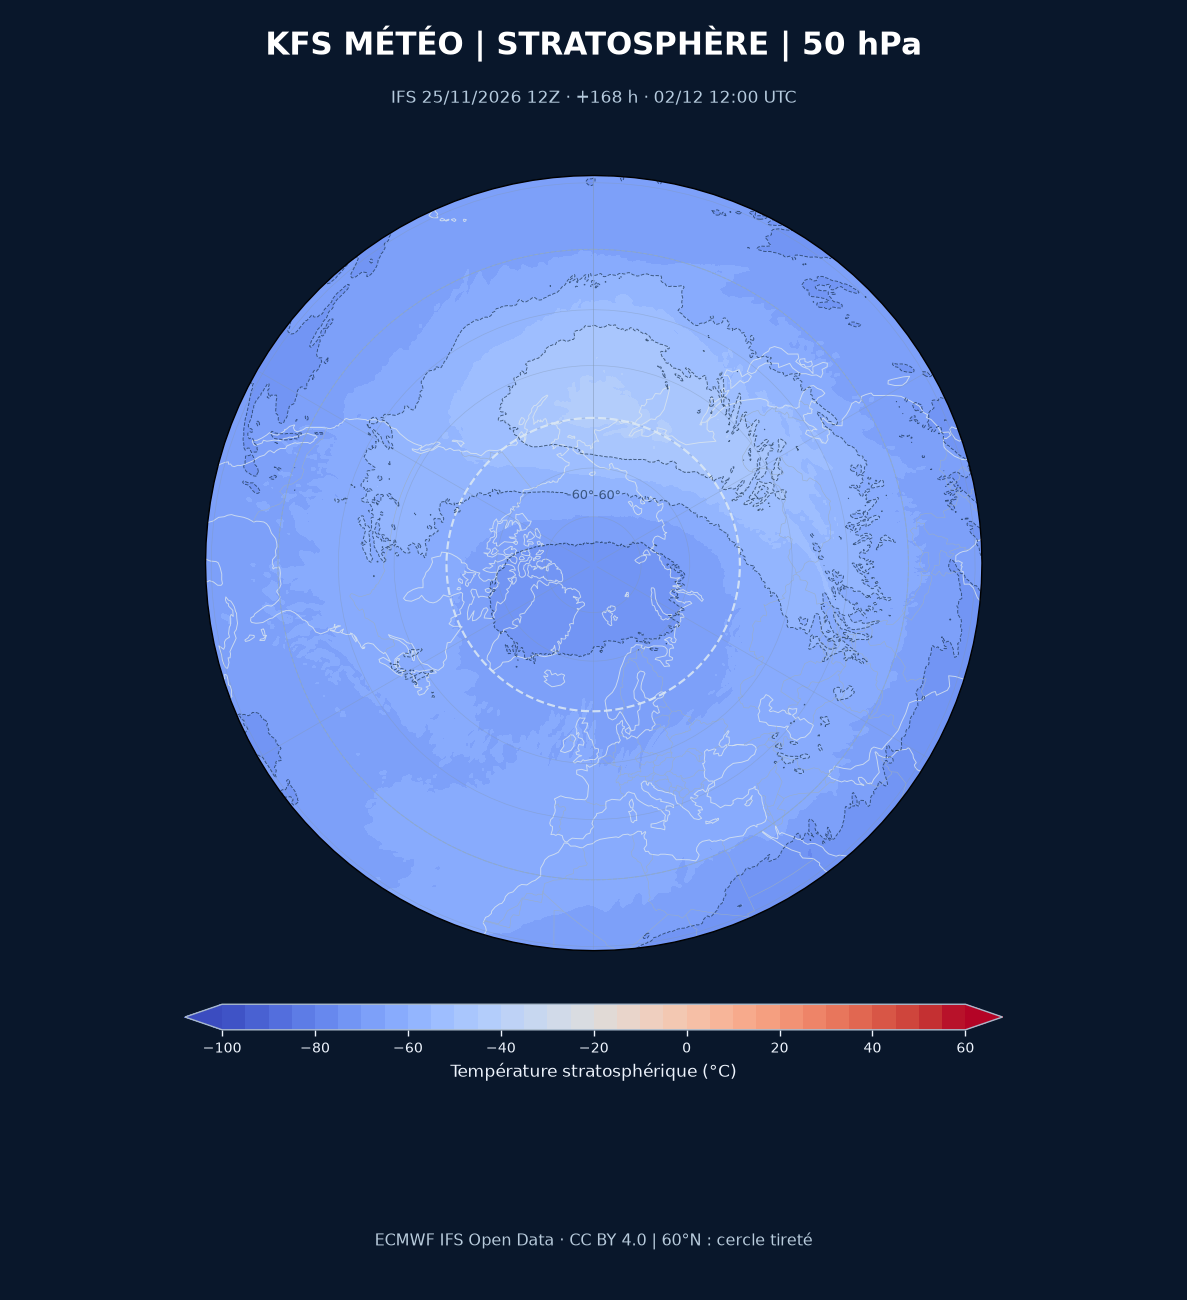 KFS MÉTÉO | STRATOSPHÈRE | 50 hPa
IFS 25/11/2026 12Z · +168 h · 02/12 12:00 UTC
60°-60°
−100 −80 −60 −40 −20 0 20 40 60
Température stratosphérique (°C)
ECMWF IFS Open Data · CC BY 4.0 | 60°N : cercle tireté